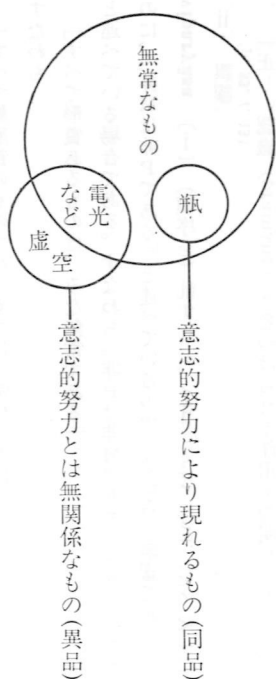 無常なもの
瓶
電光
など
虚空
意志的努力により現れるもの(同品)
意志的努力とは無関係なもの(異品)